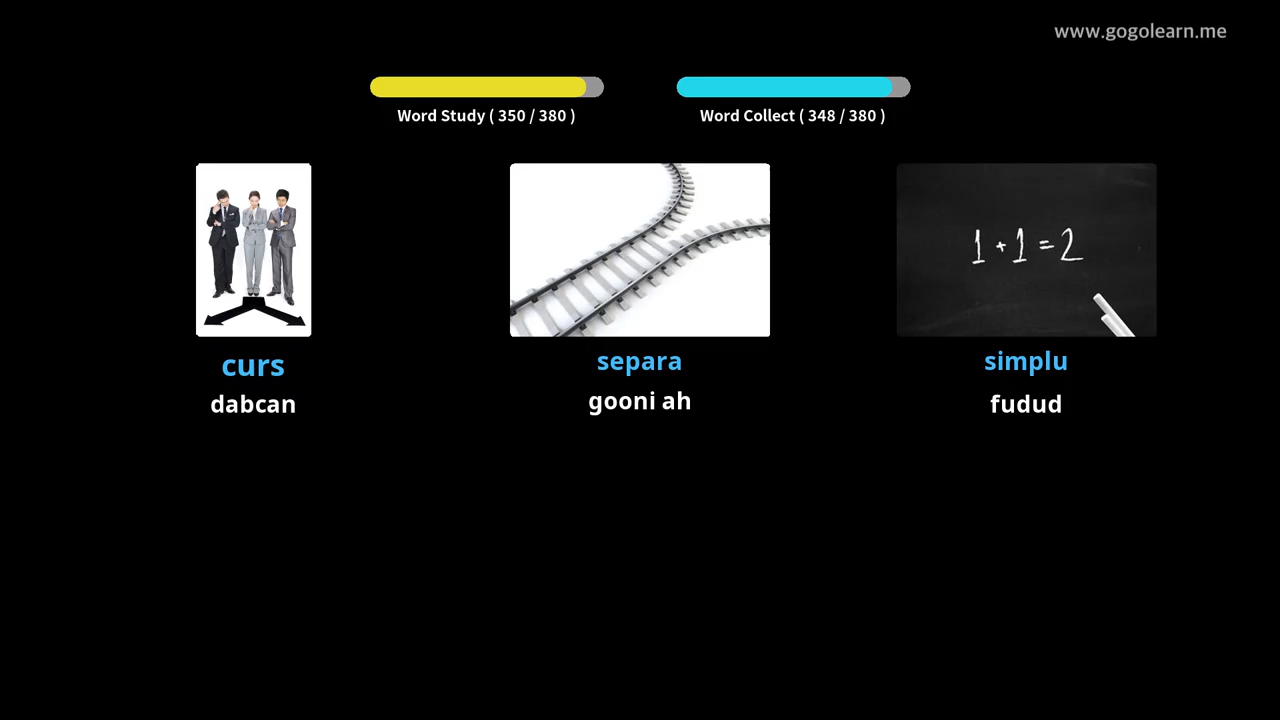 www.gogolearn.me
Word Study ( 350 / 380 )
Word Collect ( 348 / 380 )
1 + 1 = 2
curs
separa
simplu
dabcan
gooni ah
fudud